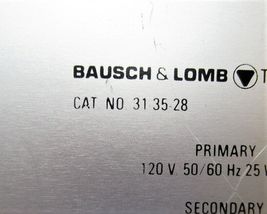 BAUSCH & LOMB T
CAT NO 31 35-28
PRIMARY
120 V 50/60 Hz 25 W
SECONDARY